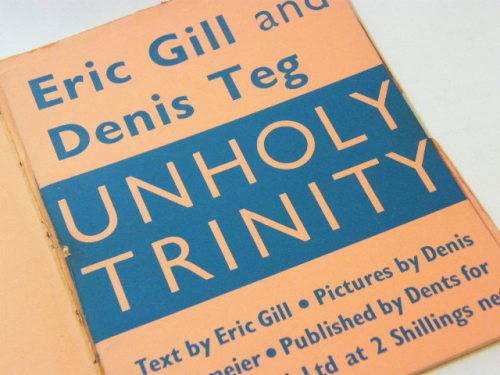 Eric Gill and
Denis Teg
UNHOLY
TRINITY
Text by Eric Gill • Pictures by Denis
meier • Published by Dents for
Ltd at 2 Shillings net